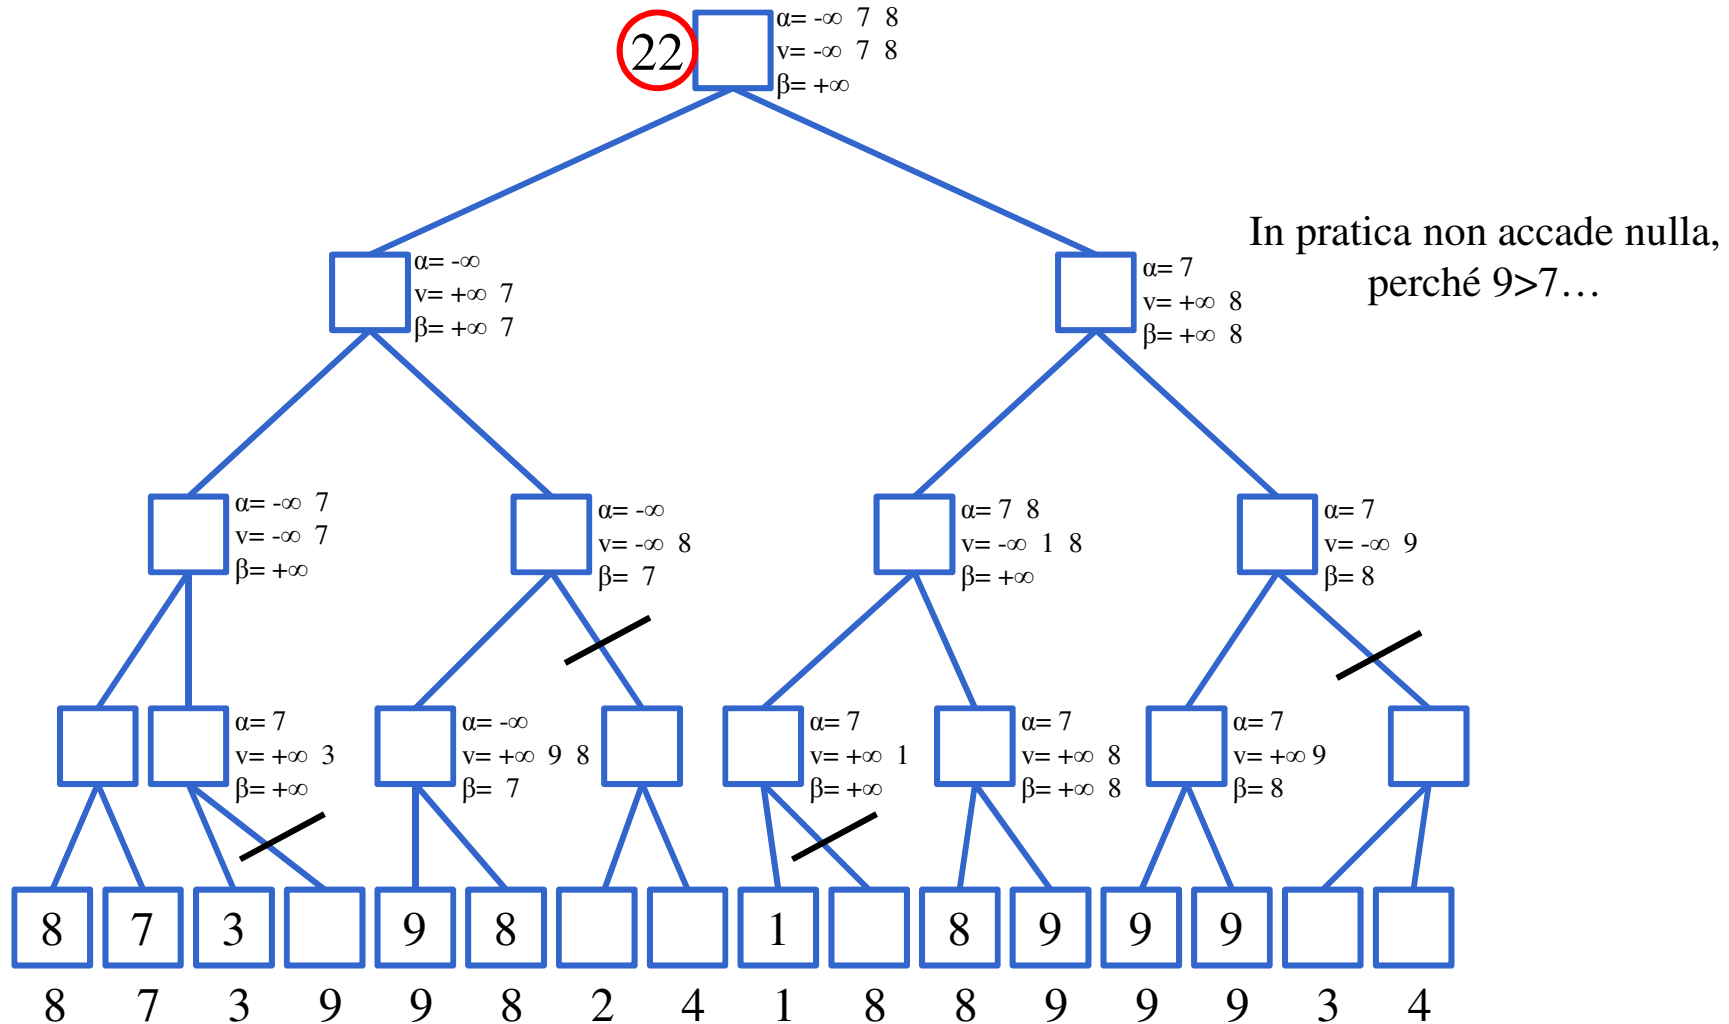 22
α= -∞ 7 8
v= -∞ 7 8
β= +∞
In pratica non accade nulla,
perché 9>7…
α= -∞
v= +∞ 7
β= +∞ 7
α= 7
v= +∞ 8
β= +∞ 8
α= -∞ 7
v= -∞ 7
β= +∞
α= -∞
v= -∞ 8
β= 7
α= 7 8
v= -∞ 1 8
β= +∞
α= 7
v= -∞ 9
β= 8
α= 7
v= +∞ 3
β= +∞
α= -∞
v= +∞ 9 8
β= 7
α= 7
v= +∞ 1
β= +∞
α= 7
v= +∞ 8
β= +∞ 8
α= 7
v= +∞ 9
β= 8
8 7 3 9 8 1 8 9 9 9
8 7 3 9 9 8 2 4 1 8 8 9 9 9 3 4